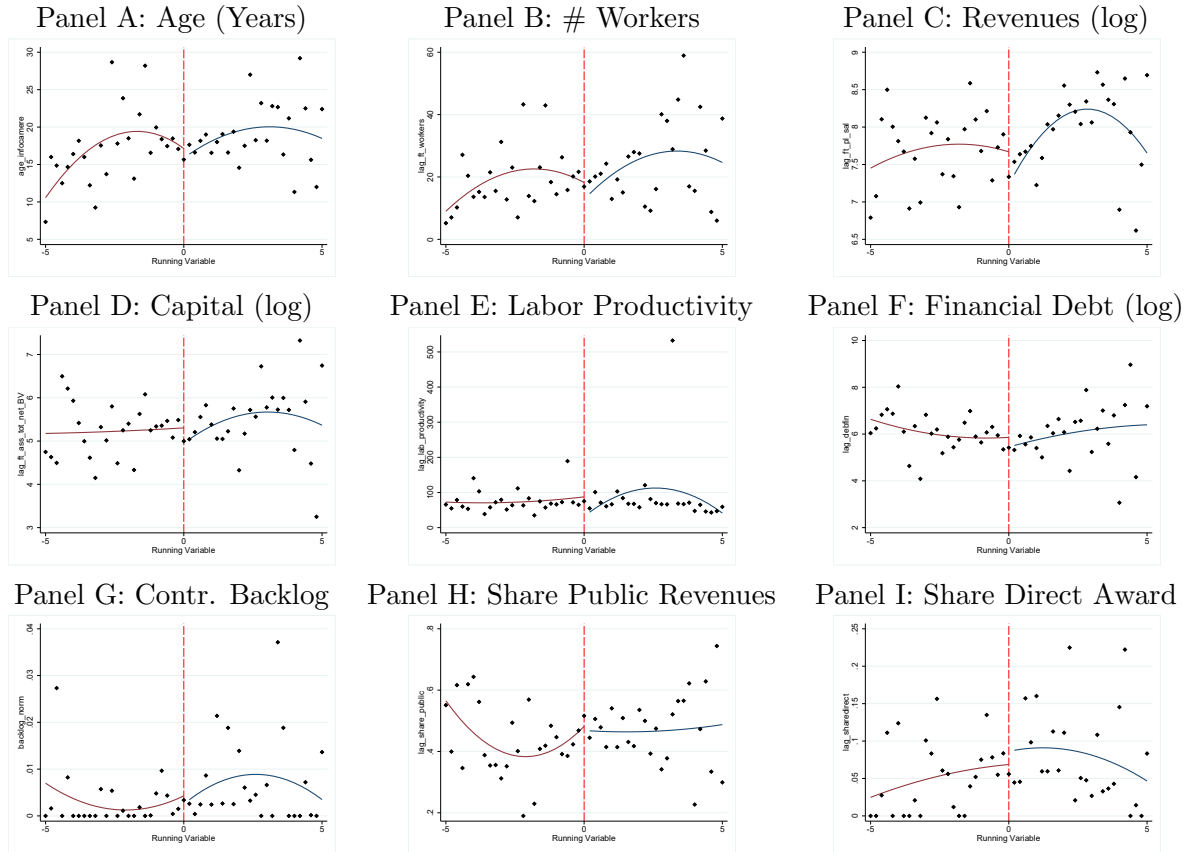 Panel A: Age (Years)
age_infocamere
30
25
20
15
10
5
-5
0
5
Running Variable
Panel B: # Workers
lag_ft_workers
60
40
20
0
-5
0
5
Running Variable
Panel C: Revenues (log)
lag_ft_pl_sal
9
8.5
8
7.5
7
6.5
-5
0
5
Running Variable
Panel D: Capital (log)
lag_ft_ass_tot_net_BV
7
6
5
4
3
-5
0
5
Running Variable
Panel E: Labor Productivity
lag_lab_productivity
500
400
300
200
100
0
-5
0
5
Running Variable
Panel F: Financial Debt (log)
lag_debfin
10
8
6
4
2
-5
0
5
Running Variable
Panel G: Contr. Backlog
backlog_norm
.04
.03
.02
.01
0
-5
0
5
Running Variable
Panel H: Share Public Revenues
lag_share_public
.8
.6
.4
.2
-5
0
5
Running Variable
Panel I: Share Direct Award
lag_sharedirect
.25
.2
.15
.1
.05
0
-5
0
5
Running Variable